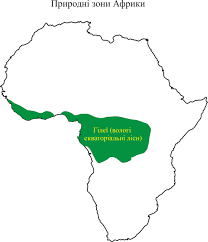 Природні зони Африки
Гілеї (вологі
екваторіальні ліси)